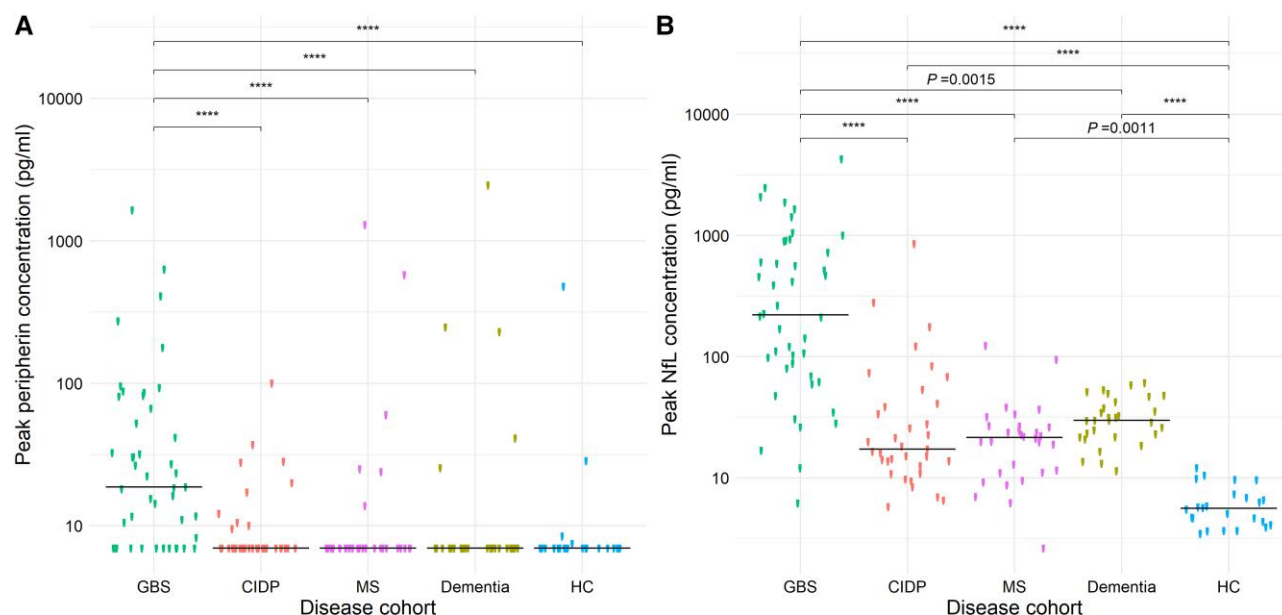 A
****
****
****
****
10000
1000
100
10
Peak peripherin concentration (pg/ml)
GBS CIDP MS Dementia HC
Disease cohort
B
****
****
P =0.0015
**** ****
**** P =0.0011
10000
1000
100
10
Peak NfL concentration (pg/ml)
GBS CIDP MS Dementia HC
Disease cohort